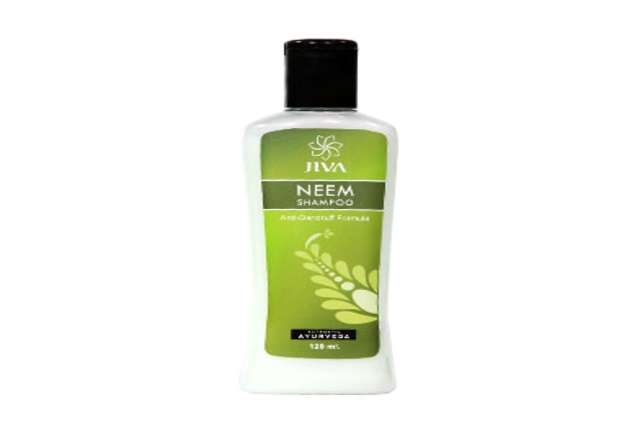 JIVA
NEEM
SHAMPOO
Anti-Dandruff Formula
AYURVEDA
120 ml.